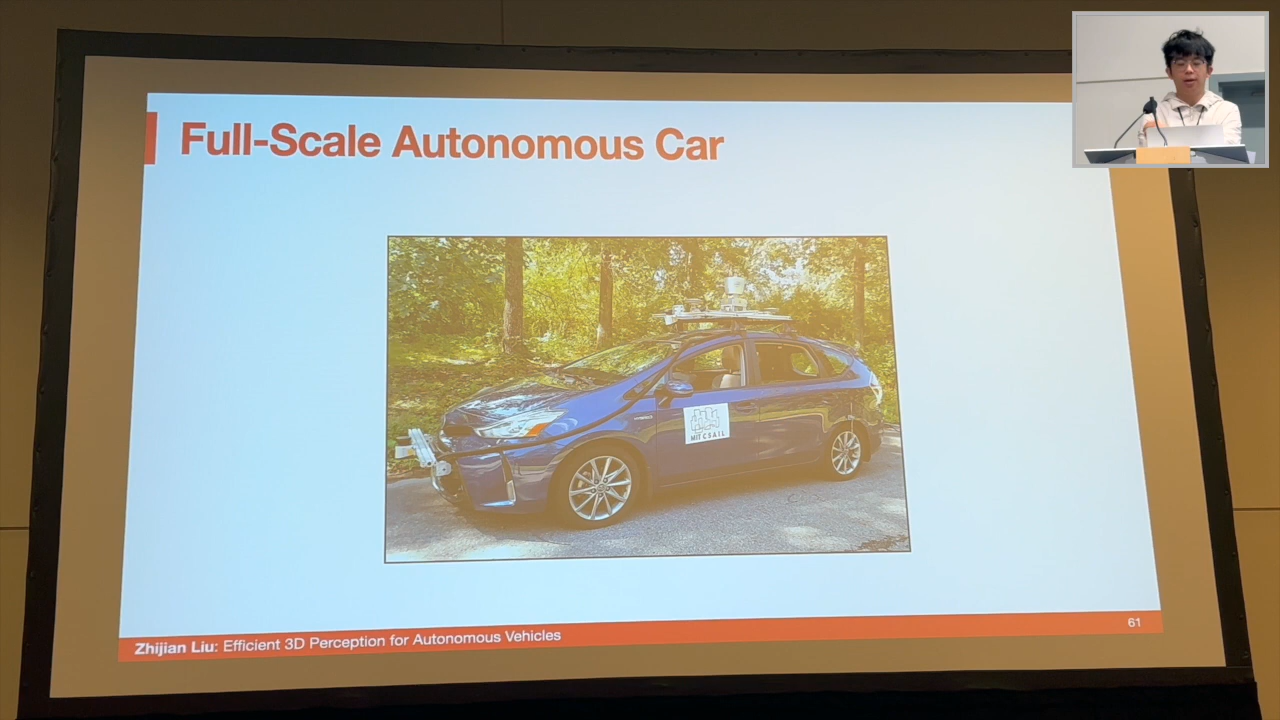 Full-Scale Autonomous Car
MIT CSAIL
Zhijian Liu: Efficient 3D Perception for Autonomous Vehicles
61